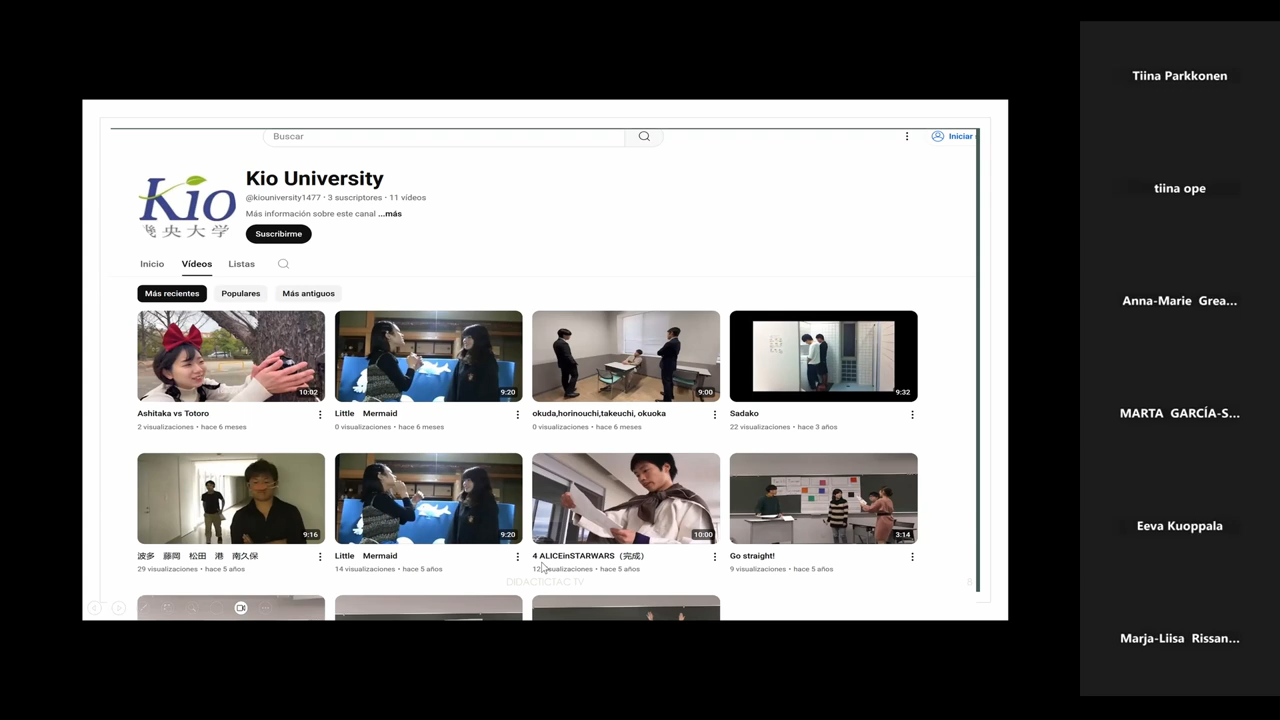 Buscar
Iniciar
Kio
幾央大学
Kio University
@kiouniversity1477 · 3 suscriptores · 11 vídeos
Más información sobre este canal ...más
Suscribirme
Inicio Vídeos Listas
Más recientes Populares Más antiguos
10:02 9:20 9:00 9:32
Ashitaka vs Totoro
2 visualizaciones · hace 6 meses
Little Mermaid
0 visualizaciones · hace 6 meses
okuda,horinouchi,takeuchi, okuoka
0 visualizaciones · hace 6 meses
Sadako
22 visualizaciones · hace 3 años
9:16 9:20 10:00 3:14
波多 藤岡 松田 港 南久保
29 visualizaciones · hace 5 años
Little Mermaid
14 visualizaciones · hace 5 años
4 ALICEinSTARWARS（完成）
visualizaciones · hace 5 años
Go straight!
9 visualizaciones · hace 5 años
DIDACTICTAC TV
Tiina Parkkonen
tiina ope
Anna-Marie Grea...
MARTA GARCÍA-S...
Eeva Kuoppala
Marja-Liisa Rissan...